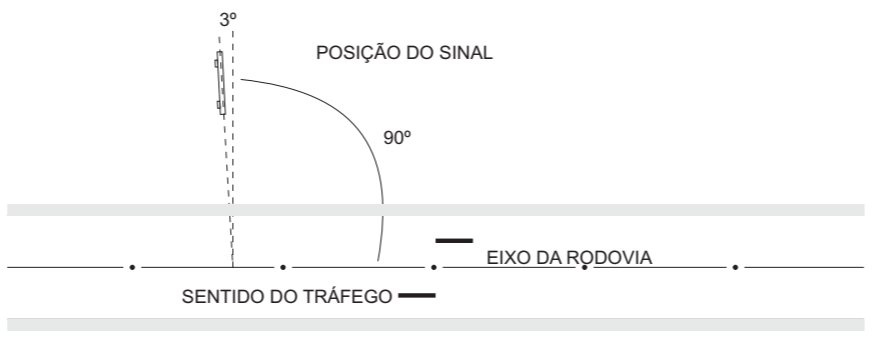 3º
POSIÇÃO DO SINAL
90º
EIXO DA RODOVIA
SENTIDO DO TRÁFEGO